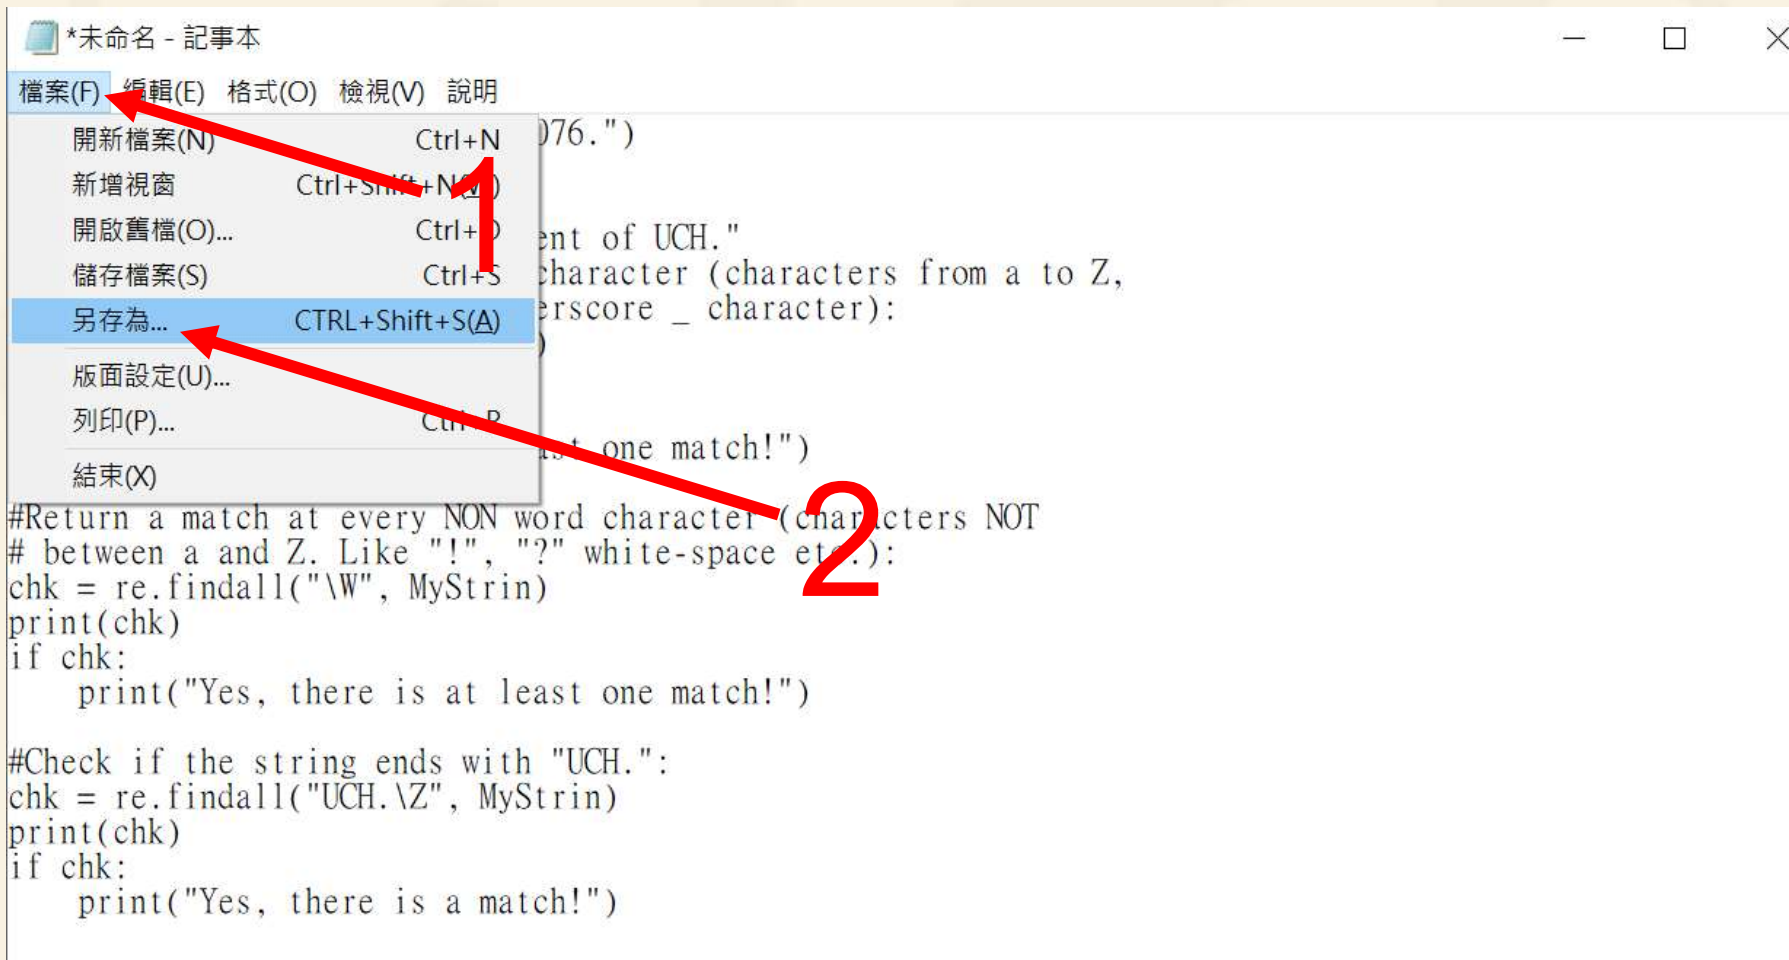 *未命名 - 記事本
檔案(F) 編輯(E) 格式(O) 檢視(V) 說明
開新檔案(N) Ctrl+N
新增視窗 Ctrl+Shift+N
開啟舊檔(O)... Ctrl+O
儲存檔案(S) Ctrl+S
另存為... CTRL+Shift+S(A)
版面設定(U)...
列印(P)... Ctrl+P
結束(X)
1
2
076.")
ent of UCH."
character (characters from a to Z,
erscore _ character):
)
one match!")
#Return a match at every NON word character (characters NOT
# between a and Z. Like "!", "?" white-space etc.):
chk = re.findall("\W", MyStrin)
print(chk)
if chk:
    print("Yes, there is at least one match!")
#Check if the string ends with "UCH.":
chk = re.findall("UCH.\Z", MyStrin)
print(chk)
if chk:
    print("Yes, there is a match!")